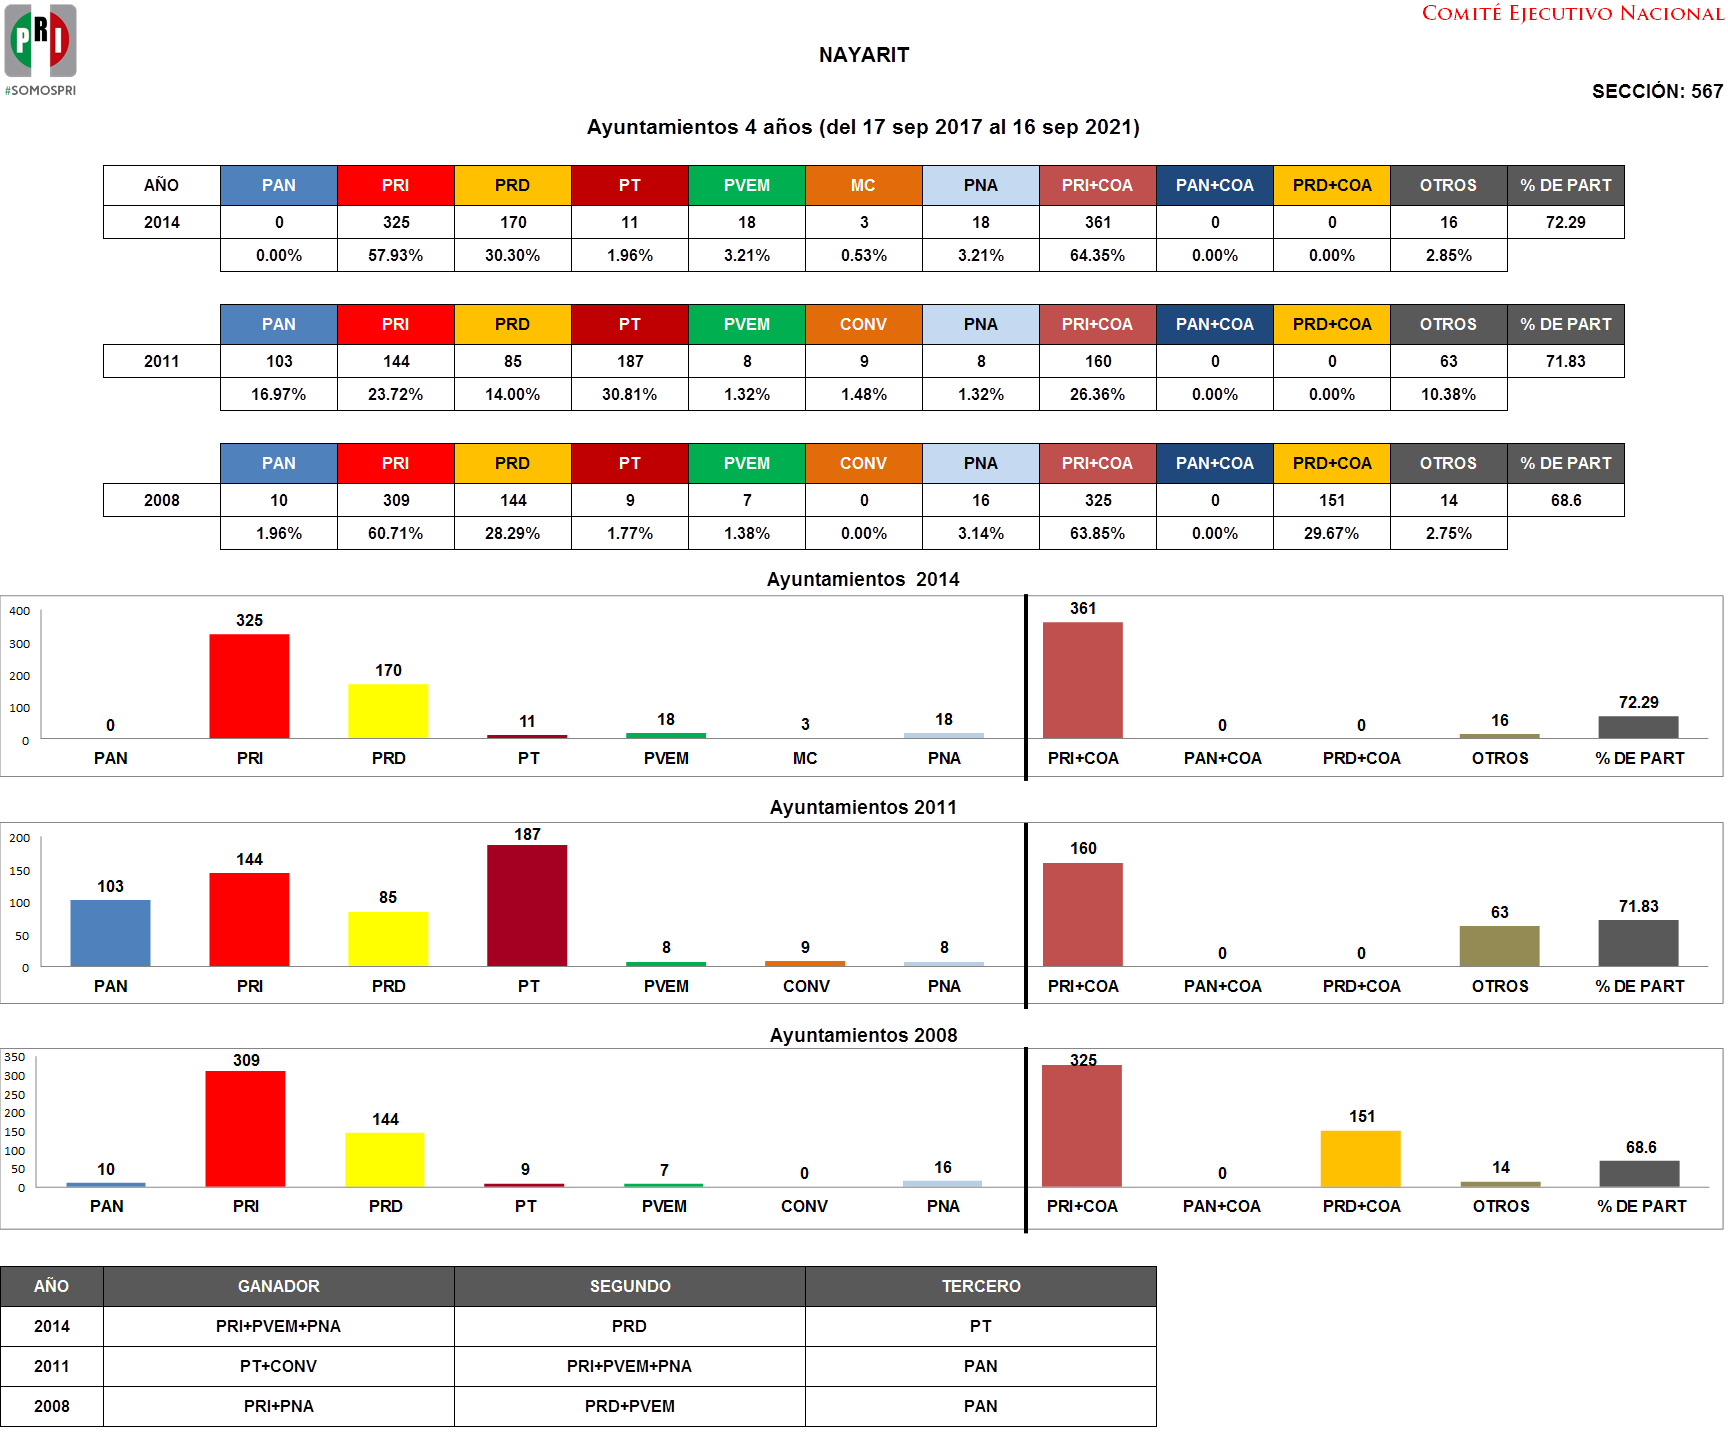 PRI
#SOMOSPRI
COMITÉ EJECUTIVO NACIONAL
NAYARIT
SECCIÓN: 567
Ayuntamientos 4 años (del 17 sep 2017 al 16 sep 2021)
AÑO PAN PRI PRD PT PVEM MC PNA PRI+COA PAN+COA PRD+COA OTROS % DE PART
2014 0 325 170 11 18 3 18 361 0 0 16 72.29
0.00% 57.93% 30.30% 1.96% 3.21% 0.53% 3.21% 64.35% 0.00% 0.00% 2.85%
PAN PRI PRD PT PVEM CONV PNA PRI+COA PAN+COA PRD+COA OTROS % DE PART
2011 103 144 85 187 8 9 8 160 0 0 63 71.83
16.97% 23.72% 14.00% 30.81% 1.32% 1.48% 1.32% 26.36% 0.00% 0.00% 10.38%
PAN PRI PRD PT PVEM CONV PNA PRI+COA PAN+COA PRD+COA OTROS % DE PART
2008 10 309 144 9 7 0 16 325 0 151 14 68.6
1.96% 60.71% 28.29% 1.77% 1.38% 0.00% 3.14% 63.85% 0.00% 29.67% 2.75%
Ayuntamientos 2014
400
300
200
100
0
0 325 170 11 18 3 18 361 0 0 16 72.29
PAN PRI PRD PT PVEM MC PNA PRI+COA PAN+COA PRD+COA OTROS % DE PART
Ayuntamientos 2011
200
150
100
50
0
103 144 85 187 8 9 8 160 0 0 63 71.83
PAN PRI PRD PT PVEM CONV PNA PRI+COA PAN+COA PRD+COA OTROS % DE PART
Ayuntamientos 2008
350
300
250
200
150
100
50
0
10 309 144 9 7 0 16 325 0 151 14 68.6
PAN PRI PRD PT PVEM CONV PNA PRI+COA PAN+COA PRD+COA OTROS % DE PART
AÑO GANADOR SEGUNDO TERCERO
2014 PRI+PVEM+PNA PRD PT
2011 PT+CONV PRI+PVEM+PNA PAN
2008 PRI+PNA PRD+PVEM PAN